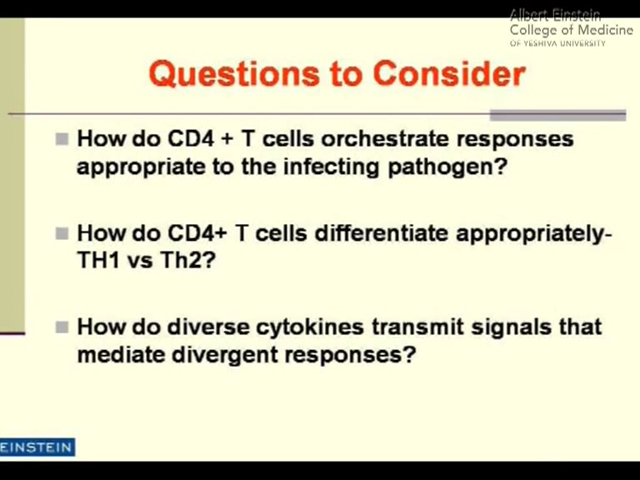 Albert Einstein
College of Medicine
OF YESHIVA UNIVERSITY
Questions to Consider
How do CD4 + T cells orchestrate responses
appropriate to the infecting pathogen?
How do CD4+ T cells differentiate appropriately-
TH1 vs Th2?
How do diverse cytokines transmit signals that
mediate divergent responses?
EINSTEIN